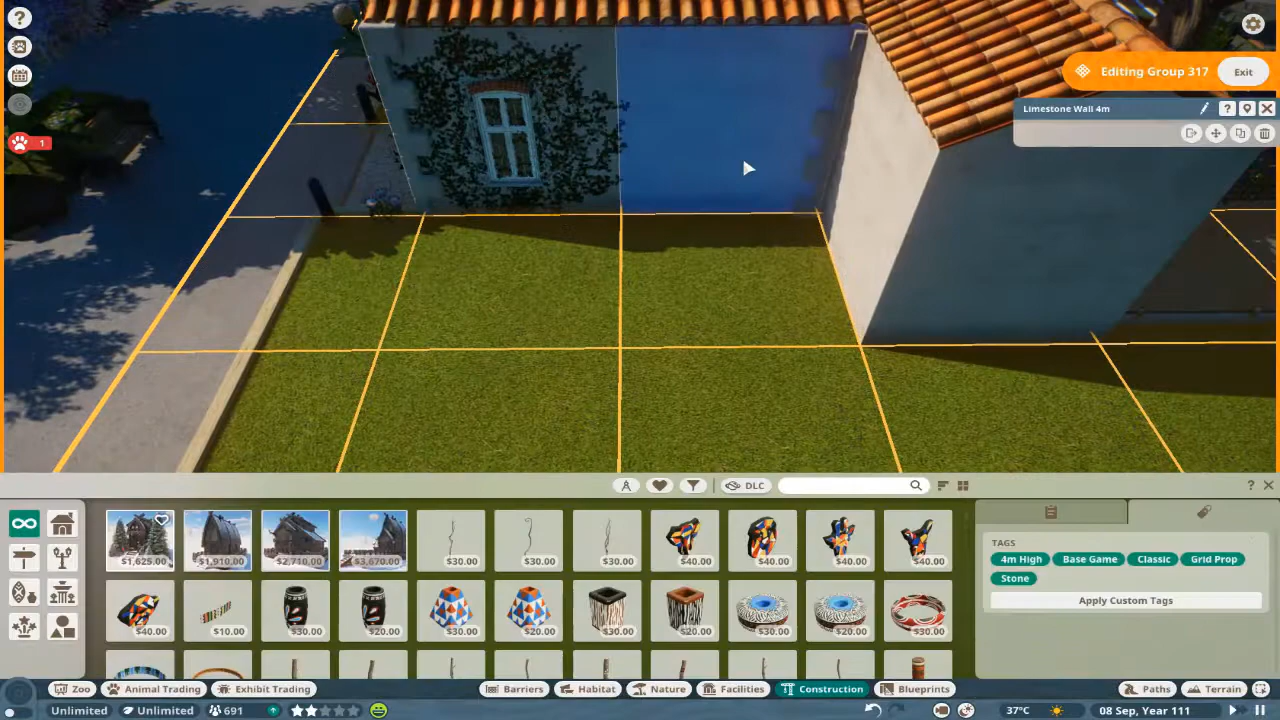 ?
Editing Group 317
Exit
Limestone Wall 4m
?
1
DLC
?
$1,625.00
$1,910.00
$2,710.00
$3,670.00
$30.00
$30.00
$30.00
$40.00
$40.00
$40.00
$40.00
$40.00
$10.00
$30.00
$20.00
$30.00
$20.00
$30.00
$20.00
$30.00
$20.00
$30.00
TAGS
4m High
Base Game
Classic
Grid Prop
Stone
Apply Custom Tags
Zoo
Animal Trading
Exhibit Trading
Barriers
Habitat
Nature
Facilities
Construction
Blueprints
Paths
Terrain
Unlimited
Unlimited
691
37°C
08 Sep, Year 111